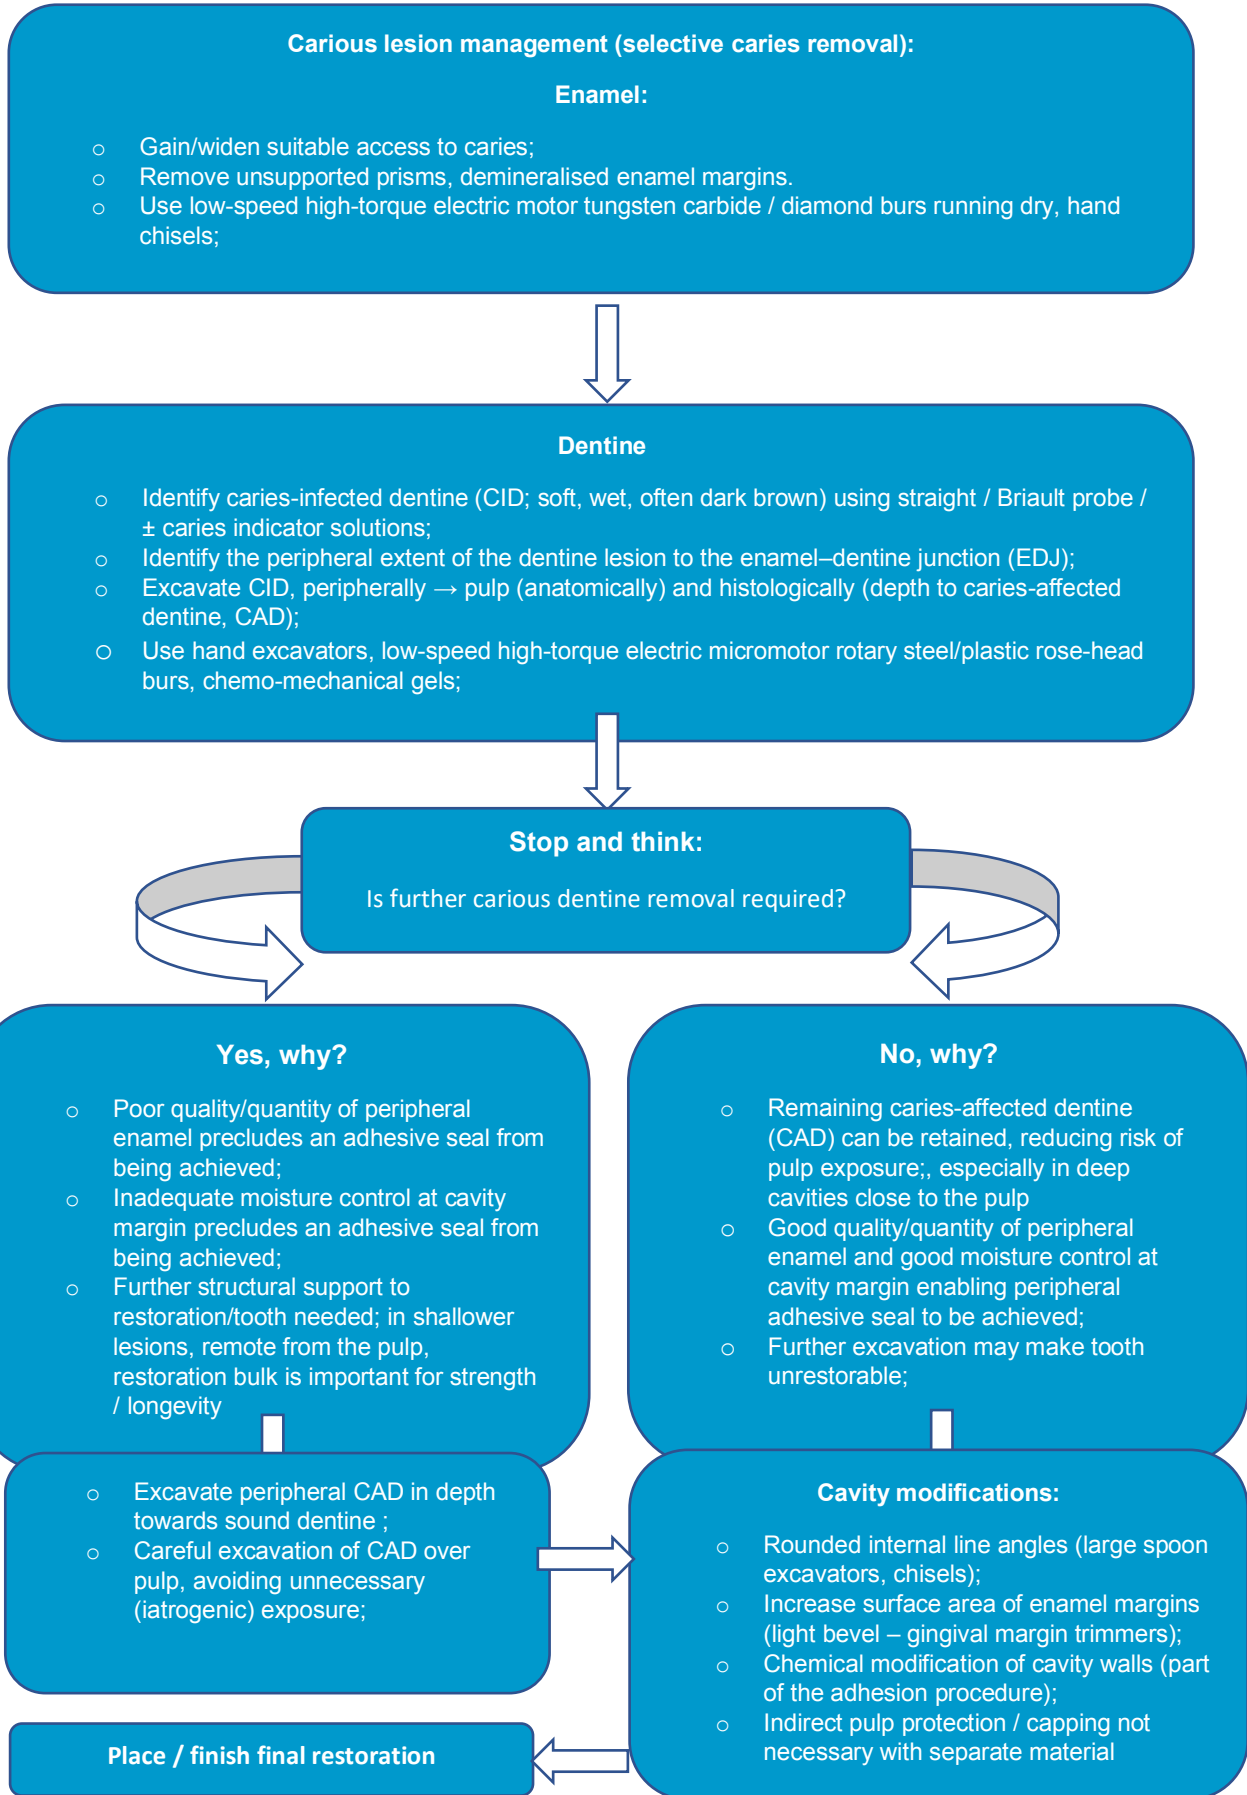 Carious lesion management (selective caries removal):
Enamel:
o Gain/widen suitable access to caries;
o Remove unsupported prisms, demineralised enamel margins.
o Use low-speed high-torque electric motor tungsten carbide / diamond burs running dry, hand
chisels;
Dentine
o Identify caries-infected dentine (CID; soft, wet, often dark brown) using straight / Briault probe /
± caries indicator solutions;
o Identify the peripheral extent of the dentine lesion to the enamel–dentine junction (EDJ);
o Excavate CID, peripherally → pulp (anatomically) and histologically (depth to caries-affected
dentine, CAD);
o Use hand excavators, low-speed high-torque electric micromotor rotary steel/plastic rose-head
burs, chemo-mechanical gels;
Stop and think:
Is further carious dentine removal required?
Yes, why?
o Poor quality/quantity of peripheral
enamel precludes an adhesive seal from
being achieved;
o Inadequate moisture control at cavity
margin precludes an adhesive seal from
being achieved;
o Further structural support to
restoration/tooth needed; in shallower
lesions, remote from the pulp,
restoration bulk is important for strength
/ longevity
No, why?
o Remaining caries-affected dentine
(CAD) can be retained, reducing risk of
pulp exposure;, especially in deep
cavities close to the pulp
o Good quality/quantity of peripheral
enamel and good moisture control at
cavity margin enabling peripheral
adhesive seal to be achieved;
o Further excavation may make tooth
unrestorable;
o Excavate peripheral CAD in depth
towards sound dentine ;
o Careful excavation of CAD over
pulp, avoiding unnecessary
(iatrogenic) exposure;
Cavity modifications:
o Rounded internal line angles (large spoon
excavators, chisels);
o Increase surface area of enamel margins
(light bevel – gingival margin trimmers);
o Chemical modification of cavity walls (part
of the adhesion procedure);
o Indirect pulp protection / capping not
necessary with separate material
Place / finish final restoration